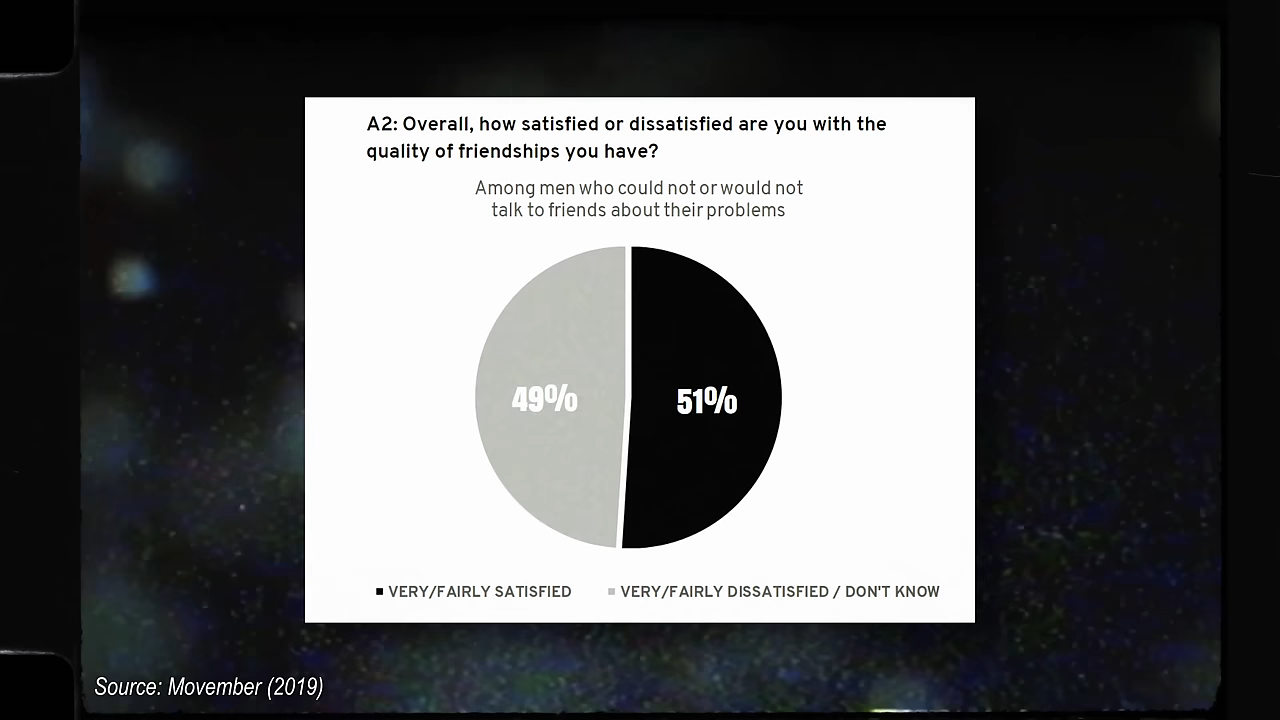 A2: Overall, how satisfied or dissatisfied are you with the
quality of friendships you have?
Among men who could not or would not
talk to friends about their problems
49%
51%
VERY/FAIRLY SATISFIED
VERY/FAIRLY DISSATISFIED / DON'T KNOW
Source: Movember (2019)